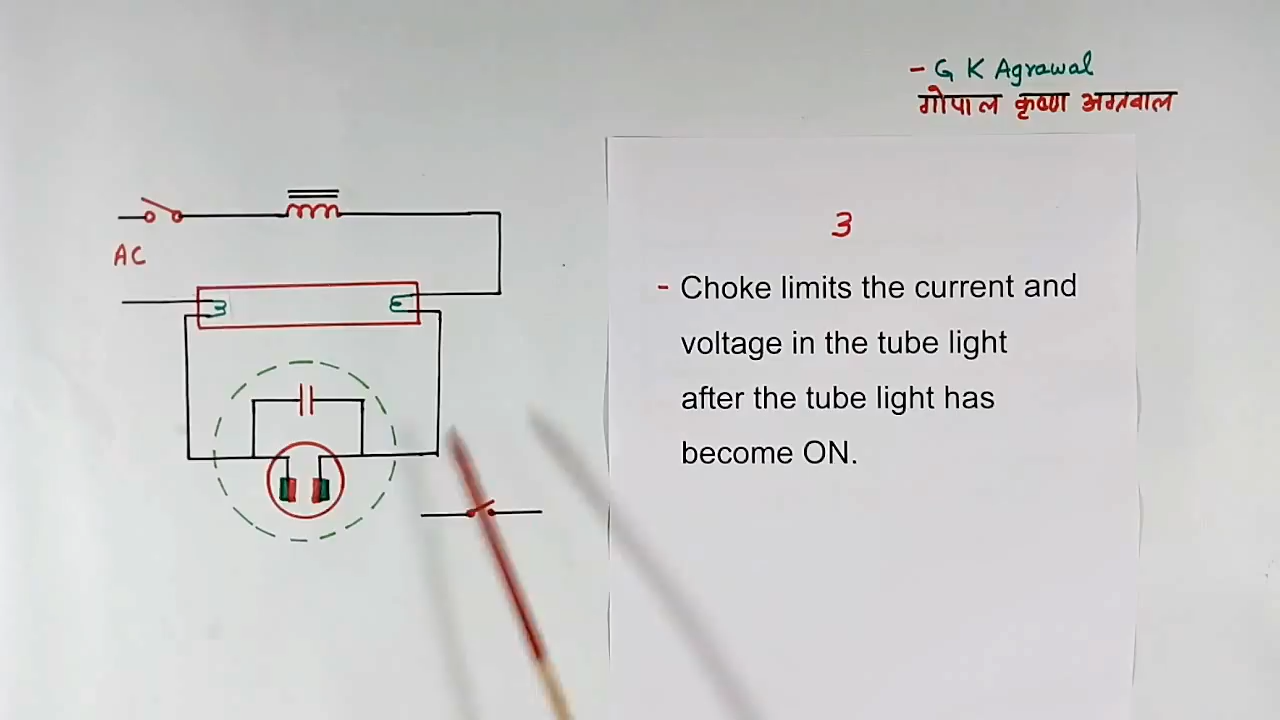 - G K Agrawal
गोपाल कृष्ण अग्रवाल
AC
3
- Choke limits the current and
voltage in the tube light
after the tube light has
become ON.